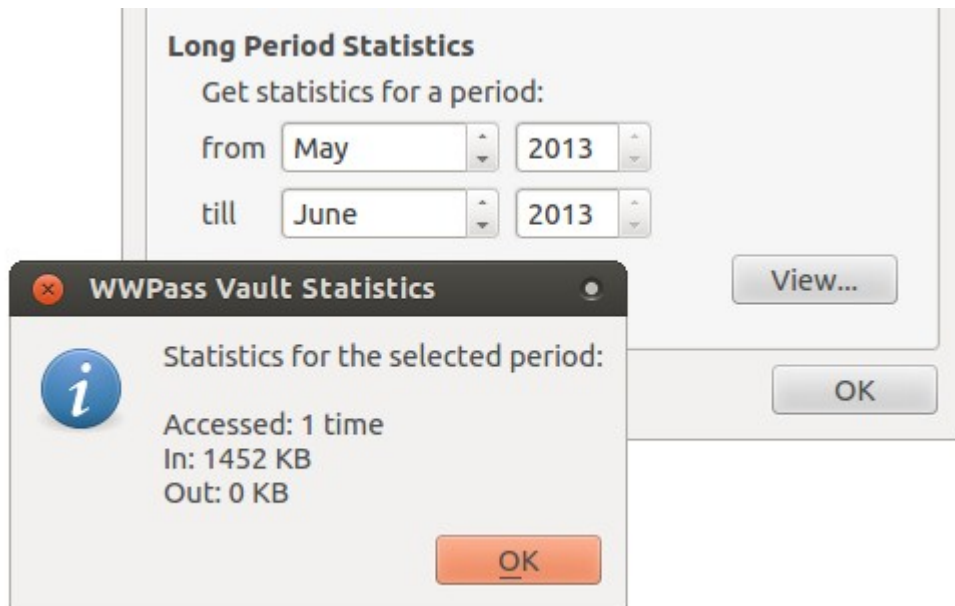 Long Period Statistics
Get statistics for a period:
from May 2013
till June 2013
View...
OK
WWPass Vault Statistics
Statistics for the selected period:
Accessed: 1 time
In: 1452 KB
Out: 0 KB
OK